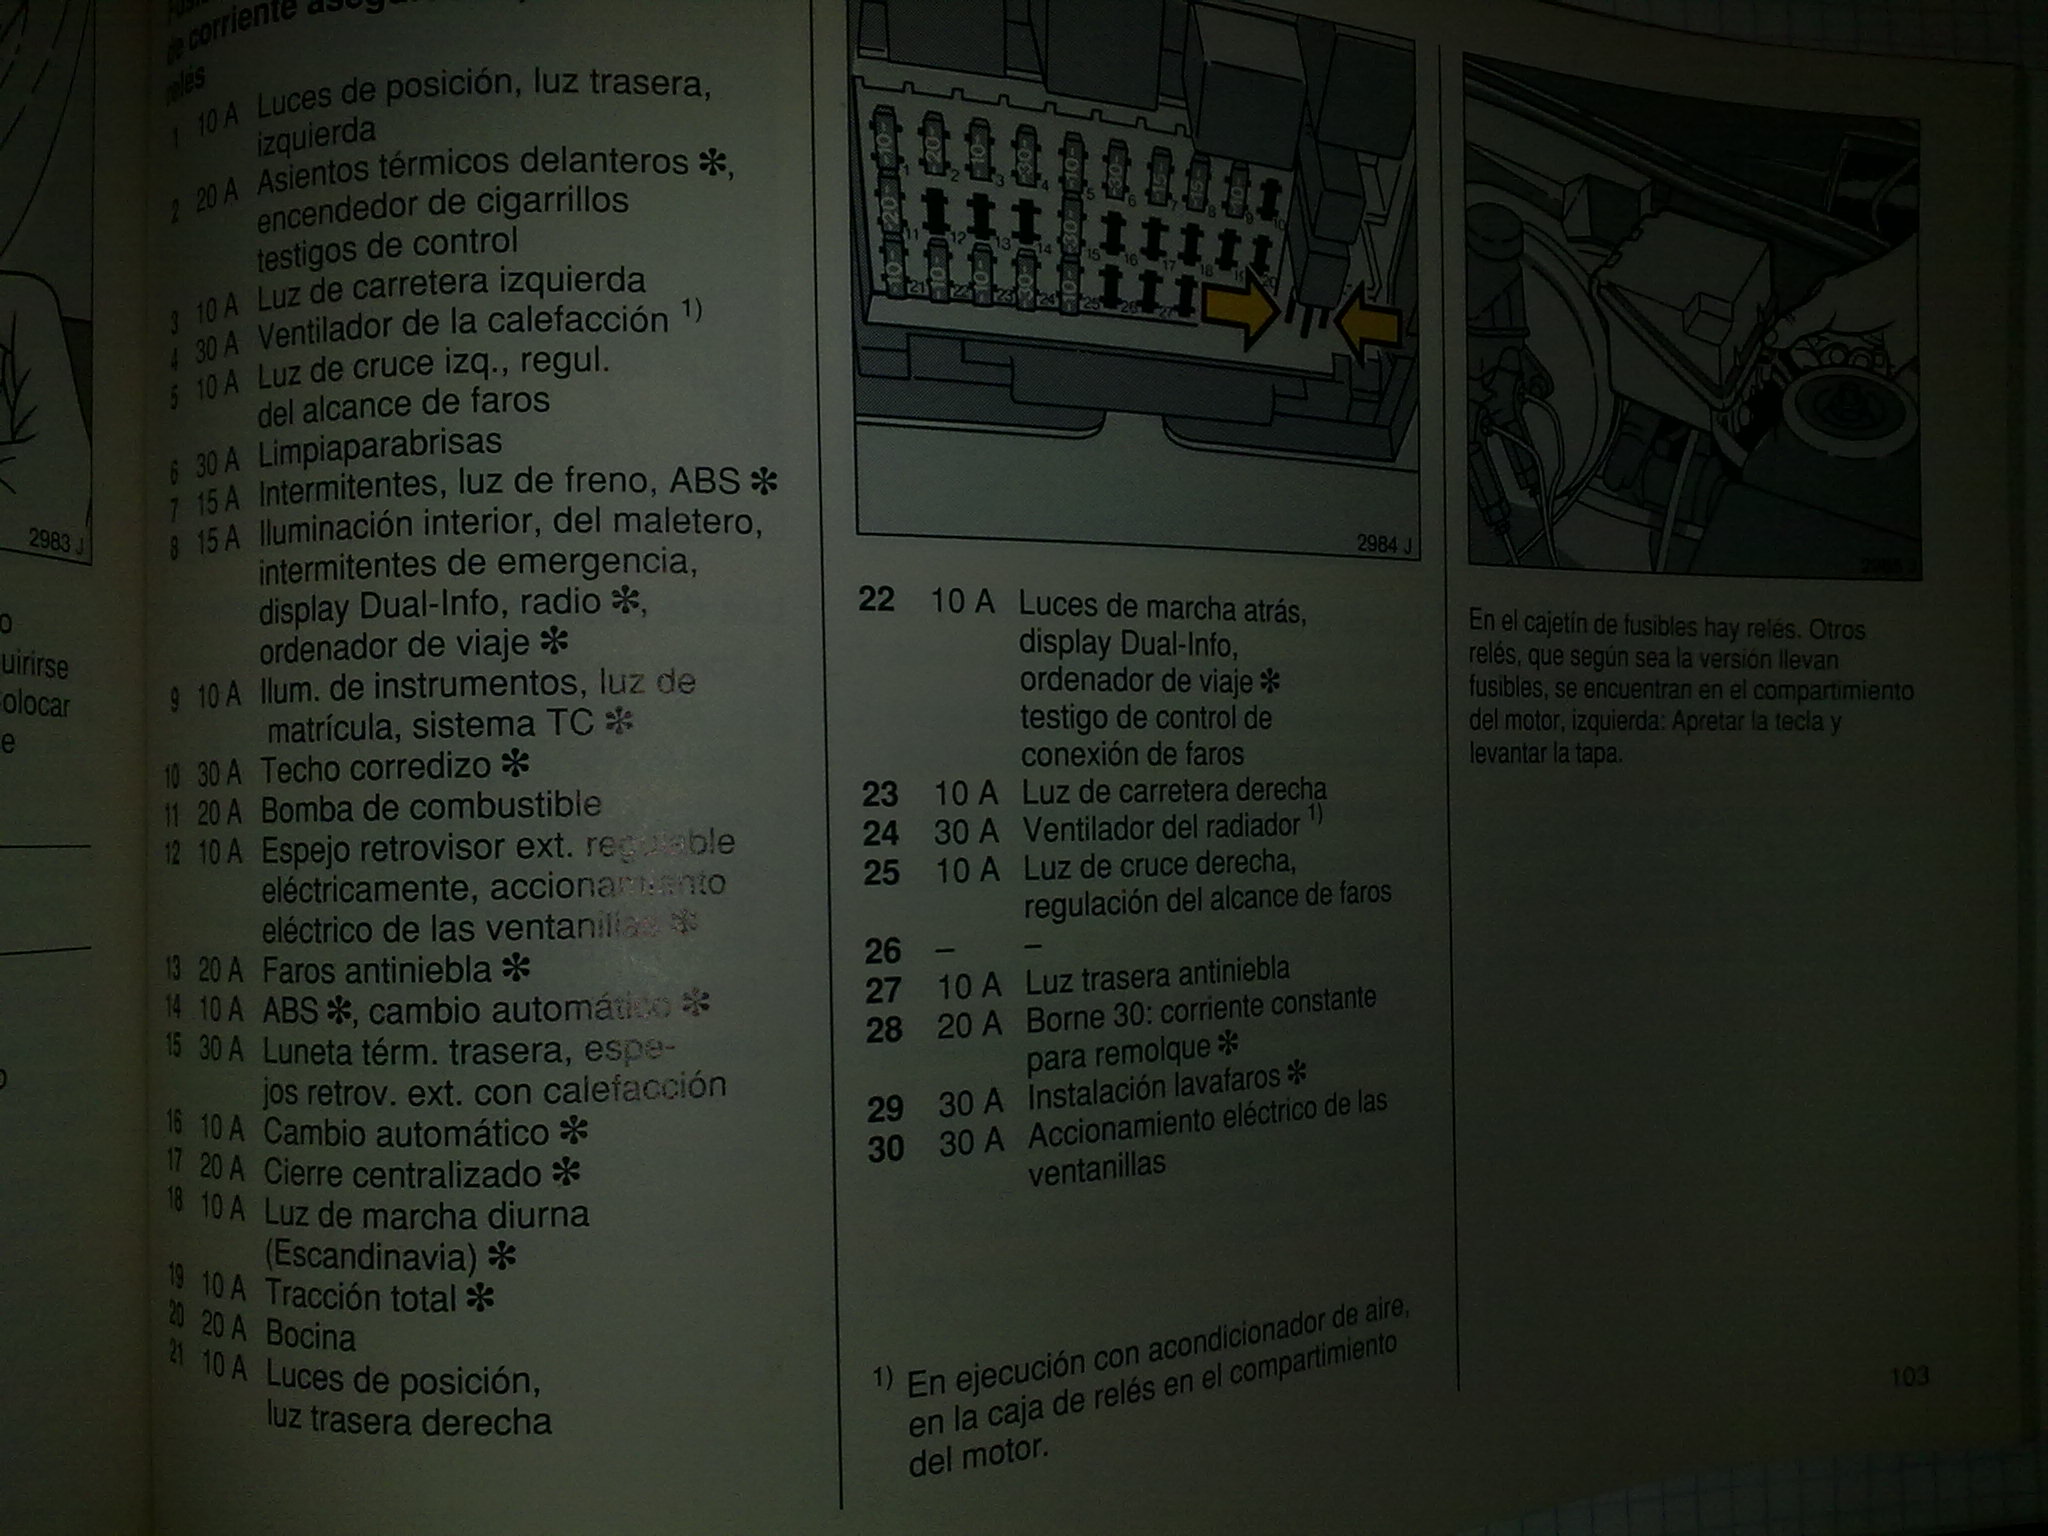 de corriente
relés
1 10 A Luces de posición, luz trasera,
izquierda
2 20 A Asientos térmicos delanteros ✻,
encendedor de cigarrillos
testigos de control
3 10 A Luz de carretera izquierda
4 30 A Ventilador de la calefacción 1)
5 10 A Luz de cruce izq., regul.
del alcance de faros
6 30 A Limpiaparabrisas
7 15 A Intermitentes, luz de freno, ABS ✻
8 15 A Iluminación interior, del maletero,
intermitentes de emergencia,
display Dual-Info, radio ✻,
ordenador de viaje ✻
9 10 A Ilum. de instrumentos, luz de
matrícula, sistema TC ✻
10 30 A Techo corredizo ✻
11 20 A Bomba de combustible
12 10 A Espejo retrovisor ext. regulable
eléctricamente, accionamiento
eléctrico de las ventanillas ✻
13 20 A Faros antiniebla ✻
14 10 A ABS ✻, cambio automático ✻
15 30 A Luneta térm. trasera, espe-
jos retrov. ext. con calefacción
16 10 A Cambio automático ✻
17 20 A Cierre centralizado ✻
18 10 A Luz de marcha diurna
(Escandinavia) ✻
19 10 A Tracción total ✻
20 20 A Bocina
21 10 A Luces de posición,
luz trasera derecha
2983 J
uirirse
olocar
e
2984 J
22 10 A Luces de marcha atrás,
display Dual-Info,
ordenador de viaje ✻
testigo de control de
conexión de faros
23 10 A Luz de carretera derecha
24 30 A Ventilador del radiador 1)
25 10 A Luz de cruce derecha,
regulación del alcance de faros
26 – –
27 10 A Luz trasera antiniebla
28 20 A Borne 30: corriente constante
para remolque ✻
29 30 A Instalación lavafaros ✻
30 30 A Accionamiento eléctrico de las
ventanillas
1) En ejecución con acondicionador de aire,
en la caja de relés en el compartimiento
del motor.
En el cajetín de fusibles hay relés. Otros
relés, que según sea la versión llevan
fusibles, se encuentran en el compartimiento
del motor, izquierda: Apretar la tecla y
levantar la tapa.
103